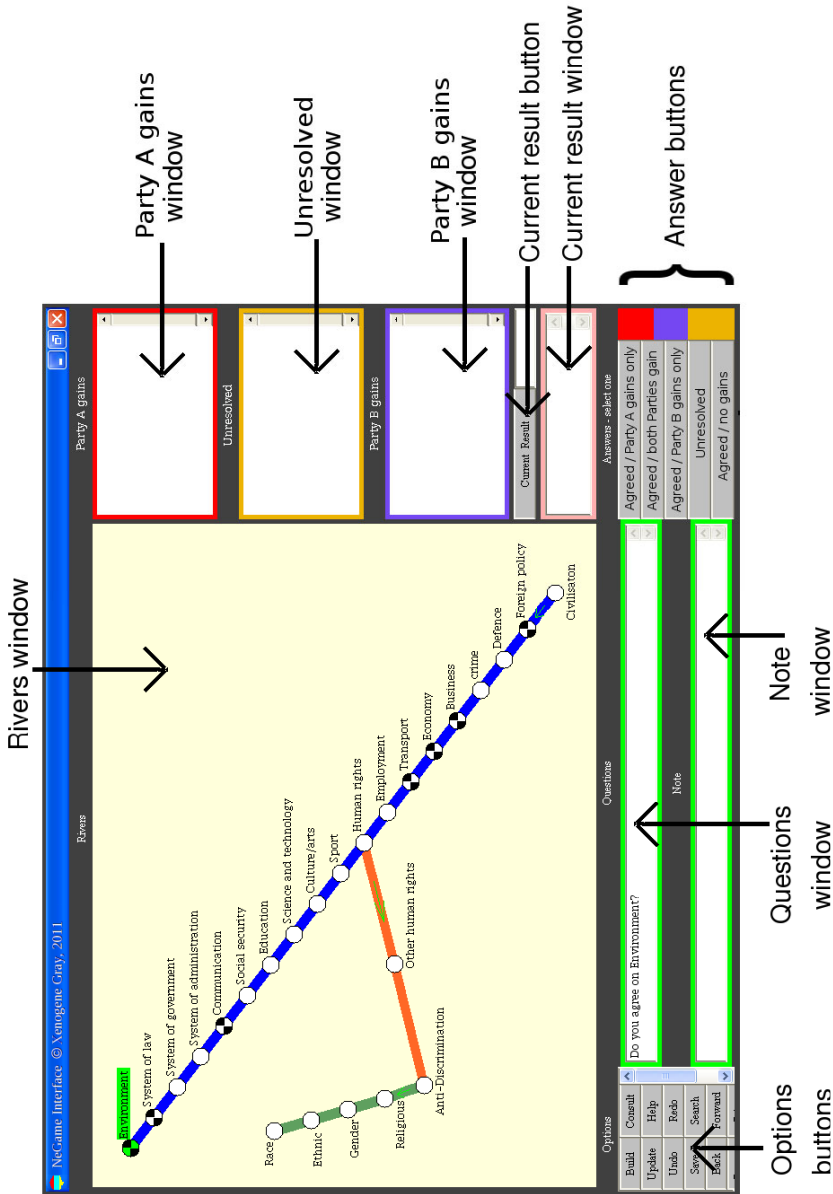 Rivers window
NeGame Interface © Xenogene Gray, 2011
Rivers
Environment
System of law
System of government
System of administration
Communication
Social security
Education
Science and technology
Culture/arts
Sport
Human rights
Employment
Transport
Economy
Business
crime
Defence
Foreign policy
Civilisaton
Other human rights
Anti-Discrimination
Religious
Gender
Ethnic
Race
Party A gains
Unresolved
Party B gains
Current Result
Party A gains
window
Unresolved
window
Party B gains
window
Current result button
Current result window
Options
Build
Consult
Update
Help
Undo
Redo
Save
Search
Back
Forward
Questions
Do you agree on Environment?
Note
Answers - select one
Agreed / Party A gains only
Agreed / both Parties gain
Agreed / Party B gains only
Unresolved
Agreed / no gains
Answer buttons
Options
buttons
Questions
window
Note
window